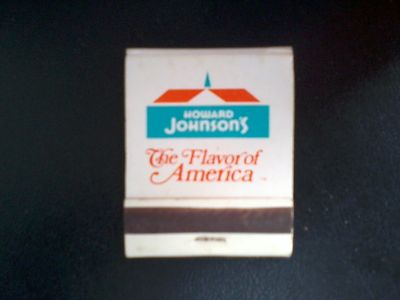 HOWARD
JOHNSON'S
The Flavor of
America